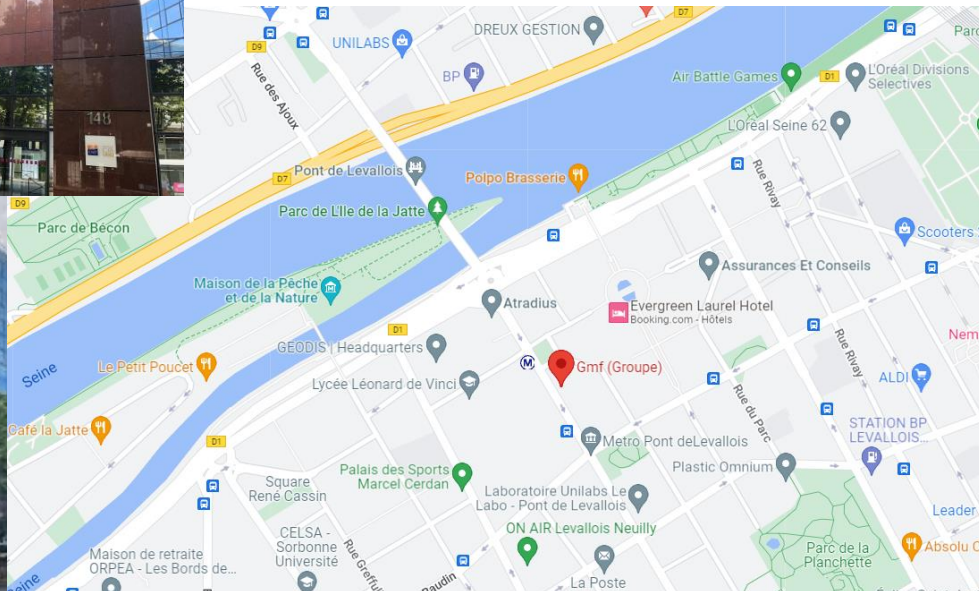 148
D9
D7
UNILABS
DREUX GESTION
BP
Rue des Ajoux
Air Battle Games
D1
L'Oréal Divisions
Selectives
L'Oréal Seine 62
Pont de Levallois
D7
Polpo Brasserie
Rue Rivay
D9
Parc de Bécon
Parc de L'Ile de la Jatte
Scooters
Maison de la Pêche
et de la Nature
Assurances Et Conseils
Atradius
Evergreen Laurel Hotel
Booking.com - Hôtels
D1
GEODIS | Headquarters
Rue Rivay
Nem
Seine
Le Petit Poucet
M
Gmf (Groupe)
Lycée Léonard de Vinci
ALDI
Rue du Parc
Café la Jatte
D1
STATION BP
LEVALLOIS...
Metro Pont deLevallois
Palais des Sports
Marcel Cerdan
Plastic Omnium
Square
René Cassin
Laboratoire Unilabs Le
Labo - Pont de Levallois
Leader
CELSA -
Sorbonne
Université
ON AIR Levallois Neuilly
Parc de la
Planchette
Absolu C
Maison de retraite
ORPEA - Les Bords de...
Rue Greffu
Baudin
La Poste
Seine